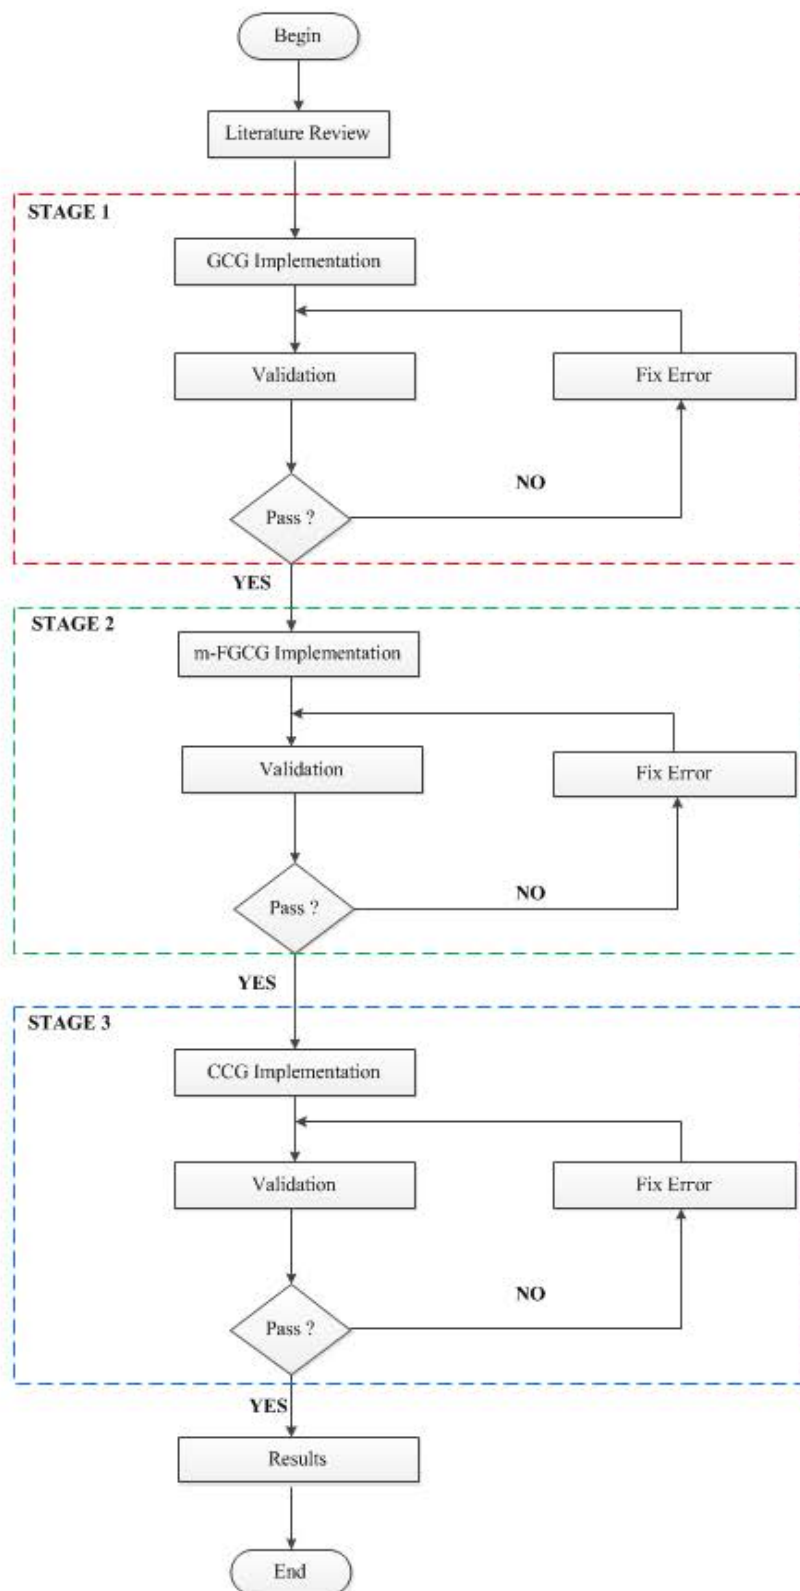 Begin
Literature Review
STAGE 1
GCG Implementation
Validation
Fix Error
Pass ?
NO
YES
STAGE 2
m-FGCG Implementation
Validation
Fix Error
Pass ?
NO
YES
STAGE 3
CCG Implementation
Validation
Fix Error
Pass ?
NO
YES
Results
End